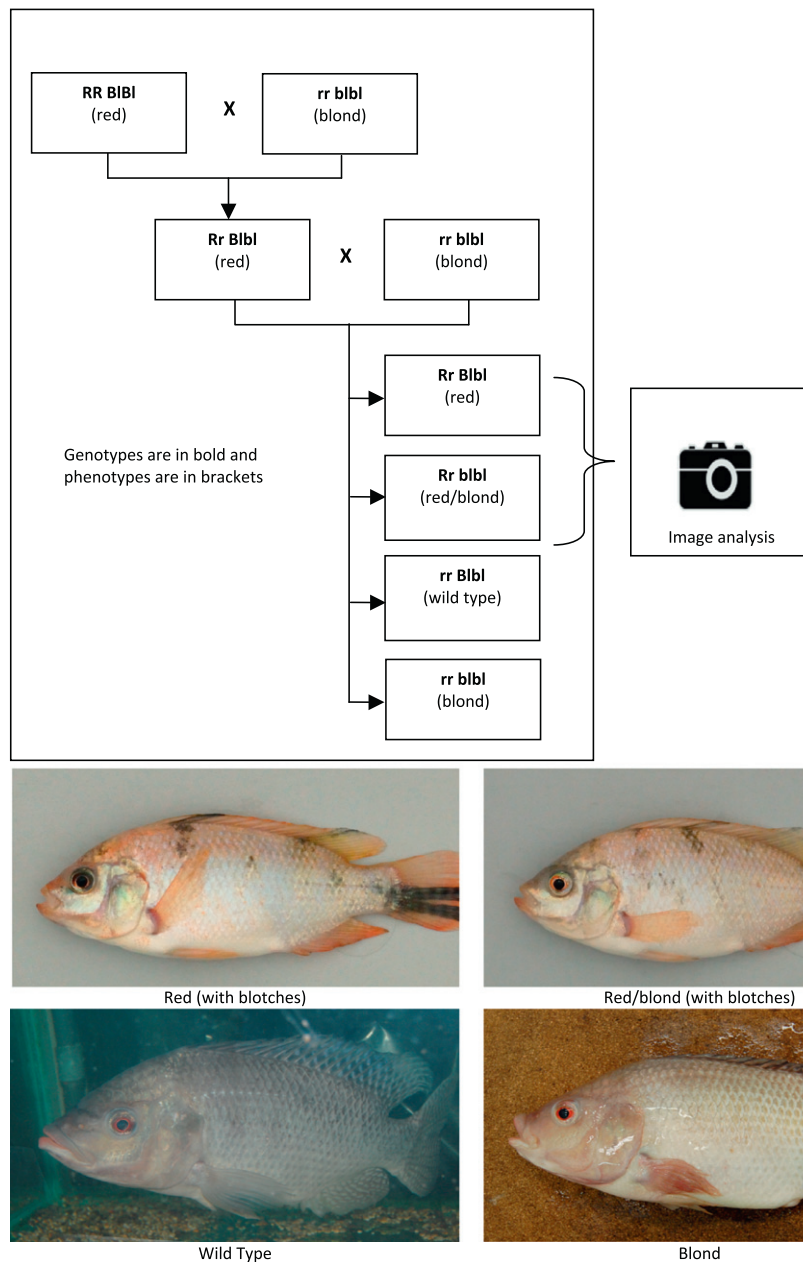 RR BlBl
(red)
X
rr blbl
(blond)
Rr Blbl
(red)
X
rr blbl
(blond)
Rr Blbl
(red)
Genotypes are in bold and
phenotypes are in brackets
Rr blbl
(red/blond)
Image analysis
rr Blbl
(wild type)
rr blbl
(blond)
Red (with blotches)
Red/blond (with blotches)
Wild Type
Blond